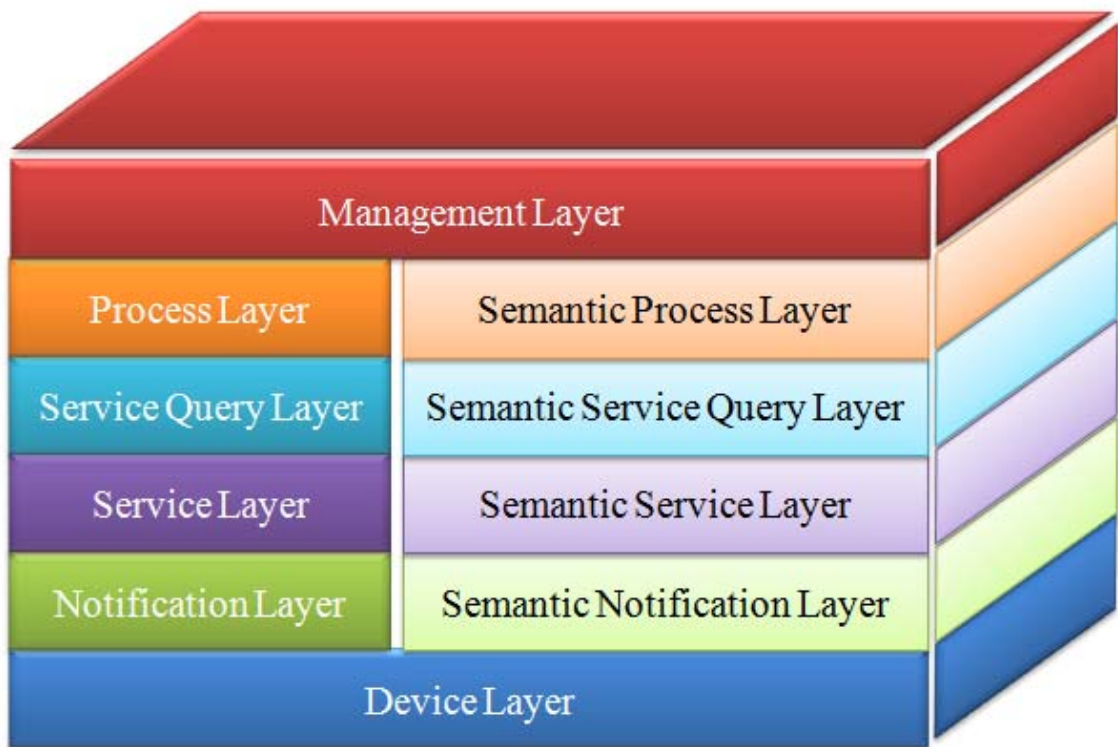 Management Layer
Process Layer
Semantic Process Layer
Service Query Layer
Semantic Service Query Layer
Service Layer
Semantic Service Layer
Notification Layer
Semantic Notification Layer
Device Layer